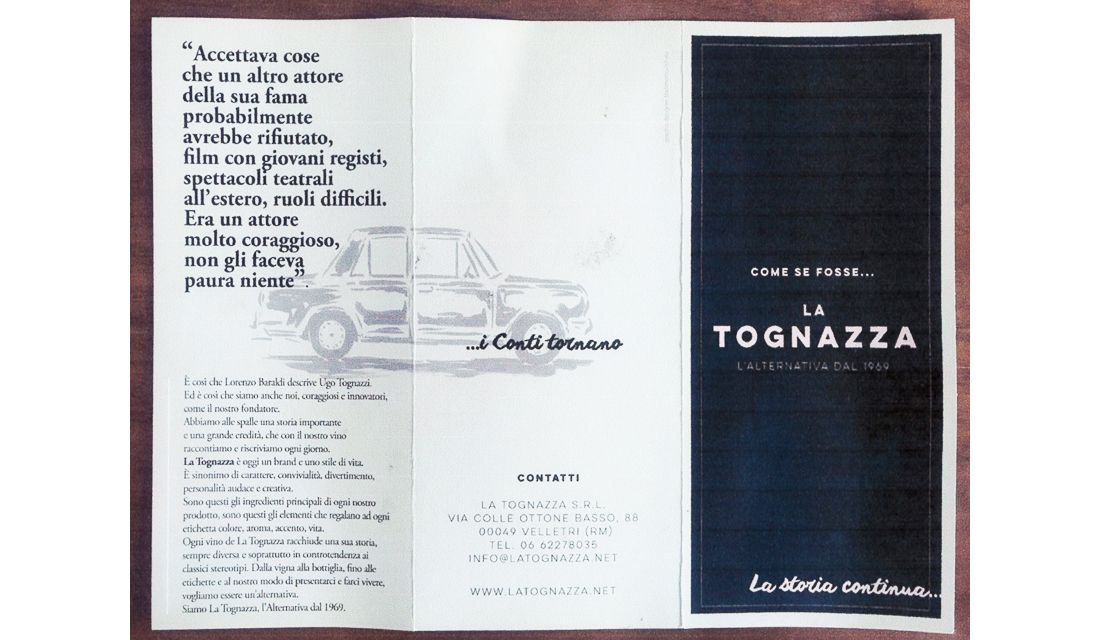 “Accettava cose
che un altro attore
della sua fama
probabilmente
avrebbe rifiutato,
film con giovani registi,
spettacoli teatrali
all’estero, ruoli difficili.
Era un attore
molto coraggioso,
non gli faceva
paura niente”.
È così che Lorenzo Baraldi descrive Ugo Tognazzi.
Ed è così che siamo anche noi, coraggiosi e innovatori,
come il nostro fondatore.
Abbiamo alle spalle una storia importante
e una grande eredità, che con il nostro vino
raccontiamo e riscriviamo ogni giorno.
La Tognazza è oggi un brand e uno stile di vita.
È sinonimo di carattere, convivialità, divertimento,
personalità audace e creativa.
Sono questi gli ingredienti principali di ogni nostro
prodotto, sono questi gli elementi che regalano ad ogni
etichetta colore, aroma, accento, vita.
Ogni vino de La Tognazza racchiude una sua storia,
sempre diversa e soprattutto in controtendenza ai
classici stereotipi. Dalla vigna alla bottiglia, fino alle
etichette e al nostro modo di presentarci e farci vivere,
vogliamo essere un'alternativa.
Siamo La Tognazza, l'Alternativa dal 1969.
...i Conti tornano
CONTATTI
LA TOGNAZZA S.R.L.
VIA COLLE OTTONE BASSO, 88
00049 VELLETRI (RM)
TEL. 06 62278035
INFO@LATOGNAZZA.NET
WWW.LATOGNAZZA.NET
COME SE FOSSE...
LA
TOGNAZZA
L'ALTERNATIVA DAL 1969
La storia continua...